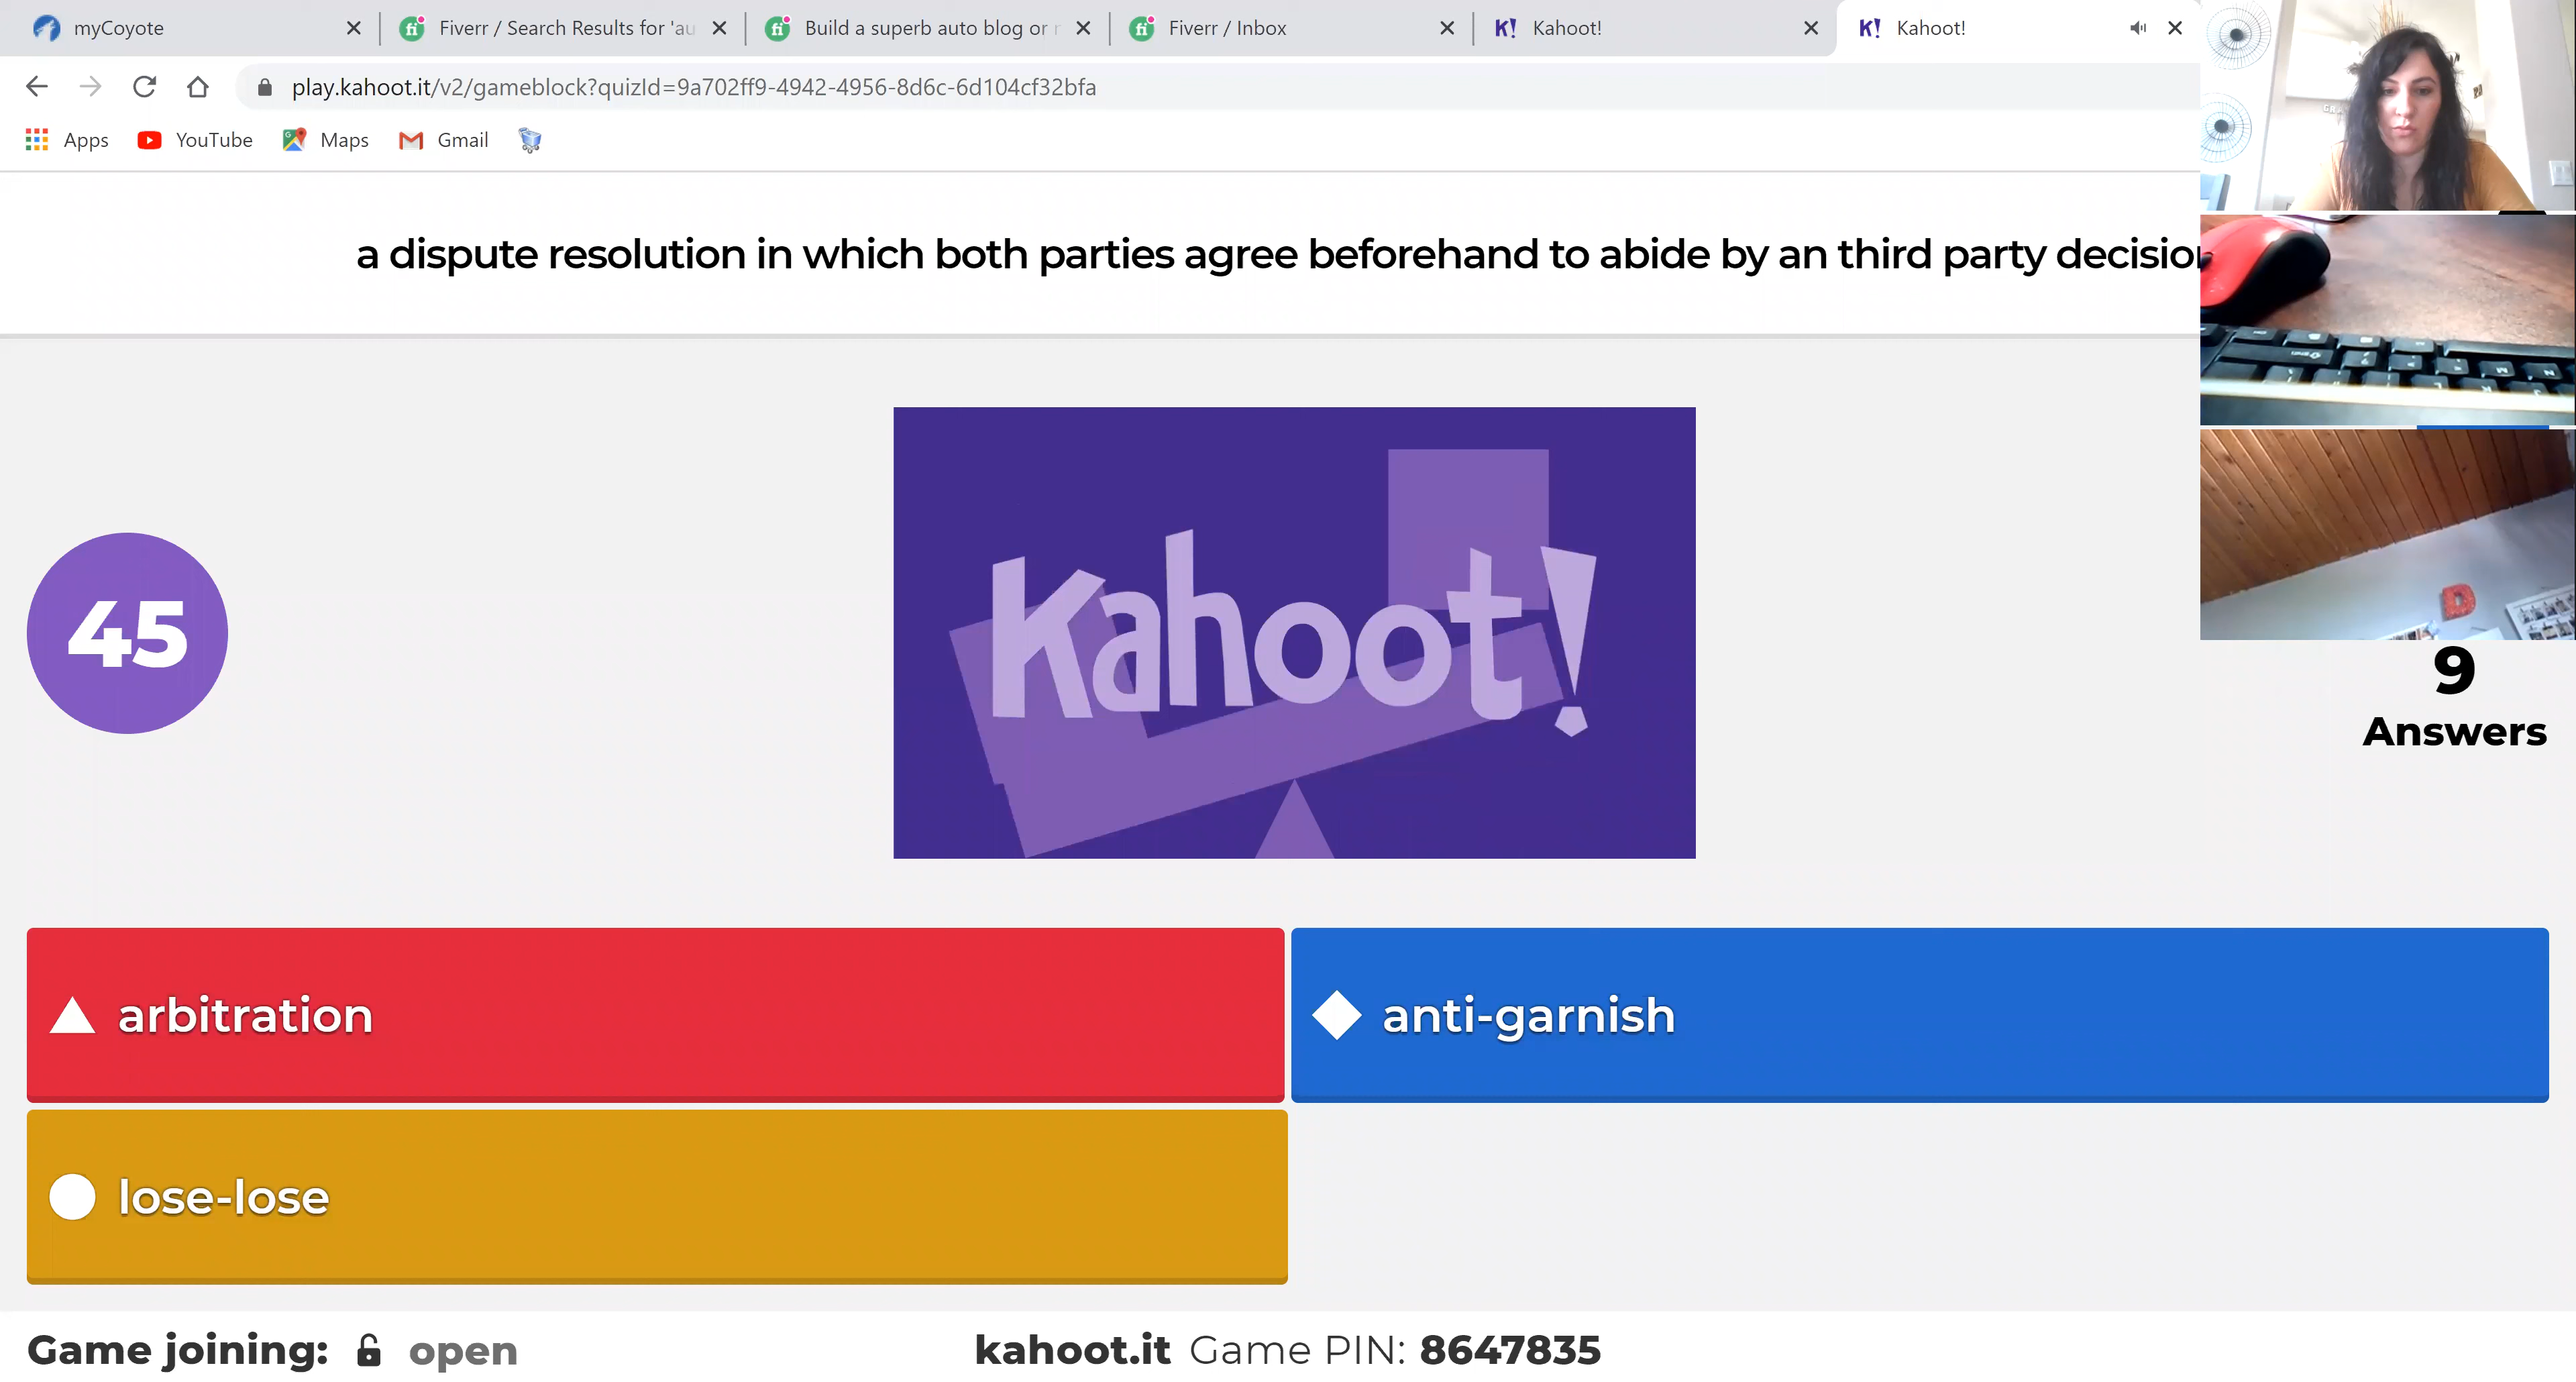 myCoyote
Fiverr / Search Results for 'au
Build a superb auto blog or
Fiverr / Inbox
Kahoot!
Kahoot!
play.kahoot.it/v2/gameblock?quizId=9a702ff9-4942-4956-8d6c-6d104cf32bfa
Apps
YouTube
Maps
Gmail
a dispute resolution in which both parties agree beforehand to abide by an third party decision
45
Kahoot!
D
9
Answers
arbitration
anti-garnish
lose-lose
Game joining: open
kahoot.it Game PIN: 8647835